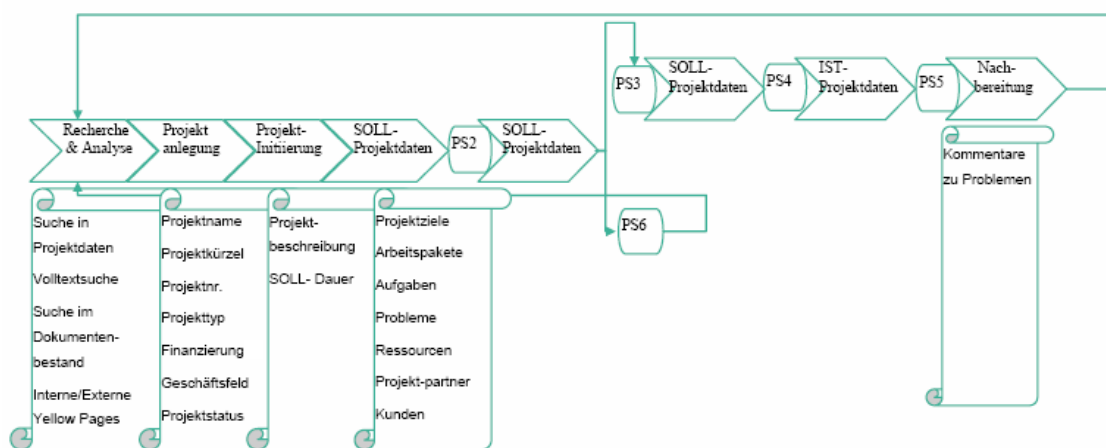 Recherche
& Analyse
Projekt
anlegung
Projekt-
Initiierung
SOLL-
Projektdaten
PS2
SOLL-
Projektdaten
PS3
SOLL-
Projektdaten
PS4
IST-
Projektdaten
PS5
Nach-
bereitung
PS6
Suche in
Projektdaten
Volltextsuche
Suche im
Dokumenten-
bestand
Interne/Externe
Yellow Pages
Projektname
Projektkürzel
Projektnr.
Projekttyp
Finanzierung
Geschäftsfeld
Projektstatus
Projekt-
beschreibung
SOLL- Dauer
Projektziele
Arbeitspakete
Aufgaben
Probleme
Ressourcen
Projekt-partner
Kunden
Kommentare
zu Problemen